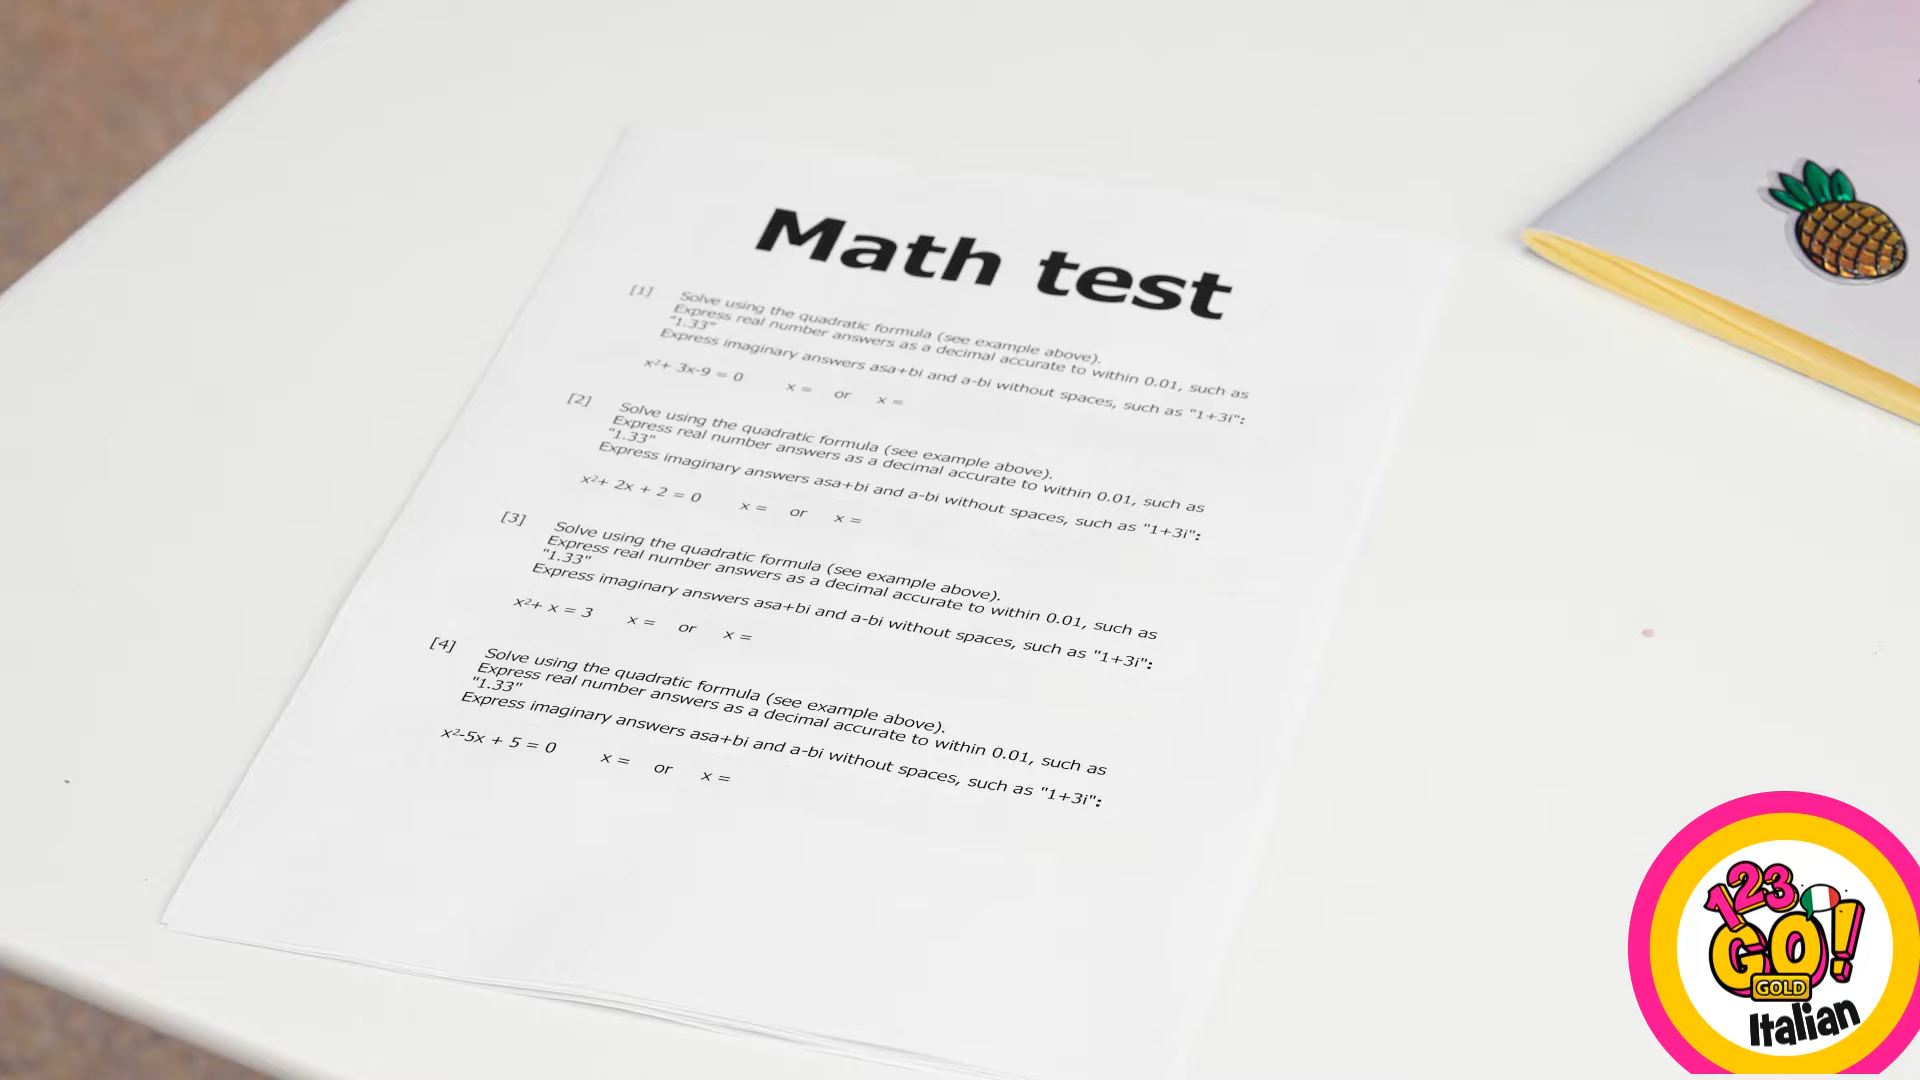 Math test
[1] Solve using the quadratic formula (see example above).
Express real number answers as a decimal accurate to within 0.01, such as
"1.33"
Express imaginary answers asa+bi and a-bi without spaces, such as "1+3i":
x²+ 3x-9 = 0 x = or x =
[2] Solve using the quadratic formula (see example above).
Express real number answers as a decimal accurate to within 0.01, such as
"1.33"
Express imaginary answers asa+bi and a-bi without spaces, such as "1+3i":
x²+ 2x + 2 = 0 x = or x =
[3] Solve using the quadratic formula (see example above).
Express real number answers as a decimal accurate to within 0.01, such as
"1.33"
Express imaginary answers asa+bi and a-bi without spaces, such as "1+3i":
x²+ x = 3 x = or x =
[4] Solve using the quadratic formula (see example above).
Express real number answers as a decimal accurate to within 0.01, such as
"1.33"
Express imaginary answers asa+bi and a-bi without spaces, such as "1+3i":
x²-5x + 5 = 0 x = or x =
123
GO!
GOLD
Italian